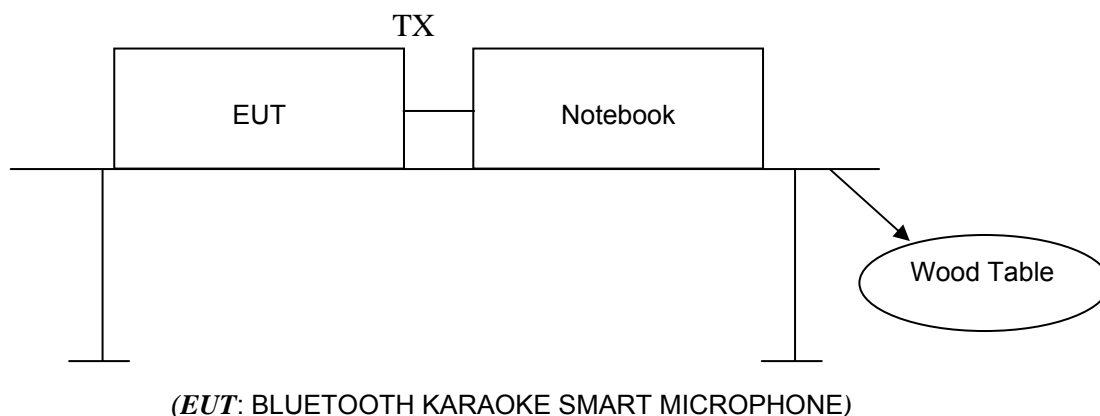 TX
EUT
Notebook
Wood Table
(EUT: BLUETOOTH KARAOKE SMART MICROPHONE)